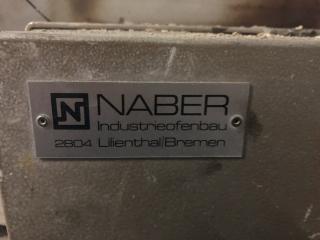 N NABER
Industrieofenbau
2804 Lilienthal/Bremen